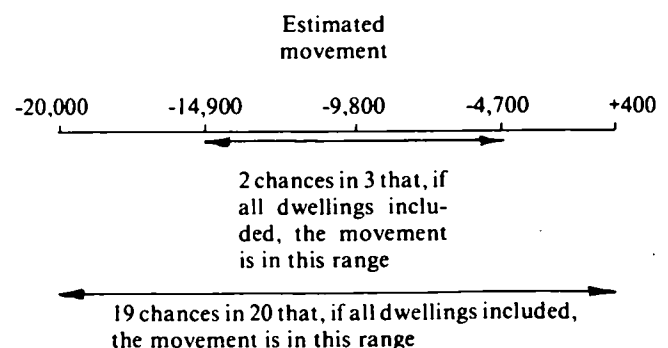 Estimated
movement
-20,000 -14,900 -9,800 -4,700 +400
2 chances in 3 that, if
all dwellings inclu-
ded, the movement
is in this range
19 chances in 20 that, if all dwellings included,
the movement is in this range